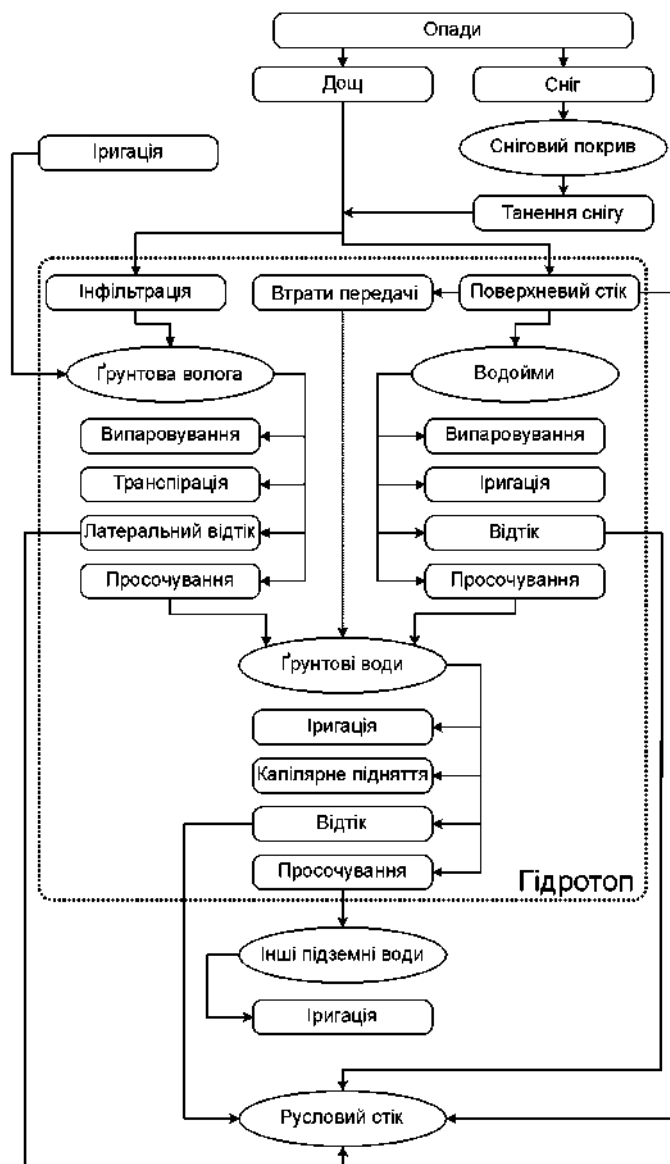 Опади
Дощ
Сніг
Іригація
Сніговий покрив
Танення снігу
Інфільтрація
Втрати передачі
Поверхневий стік
Ґрунтова волога
Водойми
Випаровування
Випаровування
Транспірація
Іригація
Латеральний відтік
Відтік
Просочування
Просочування
Ґрунтові води
Іригація
Капілярне підняття
Відтік
Просочування
Гідротоп
Інші підземні води
Іригація
Русловий стік